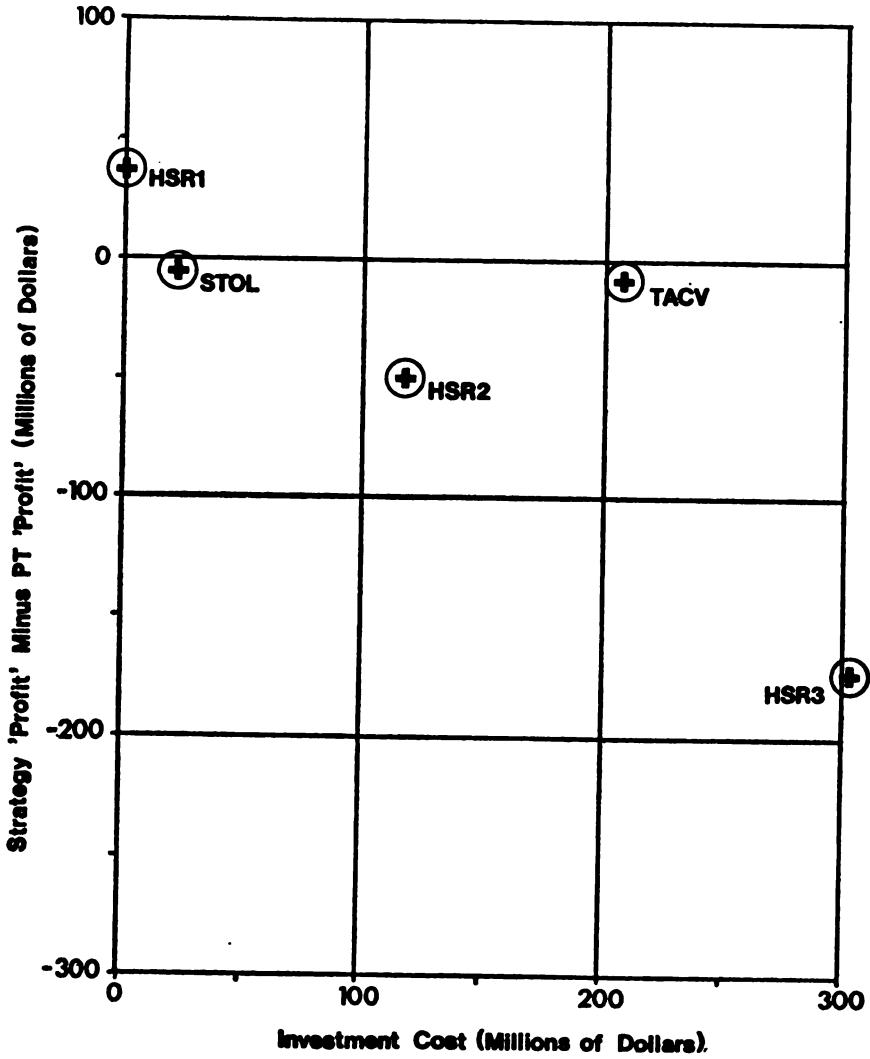 100
HSR1
0
STOL
TACV
HSR2
-100
HSR3
-200
-300
0
100
200
300
Strategy 'Profit' Minus PT 'Profit' (Millions of Dollars)
Investment Cost (Millions of Dollars).